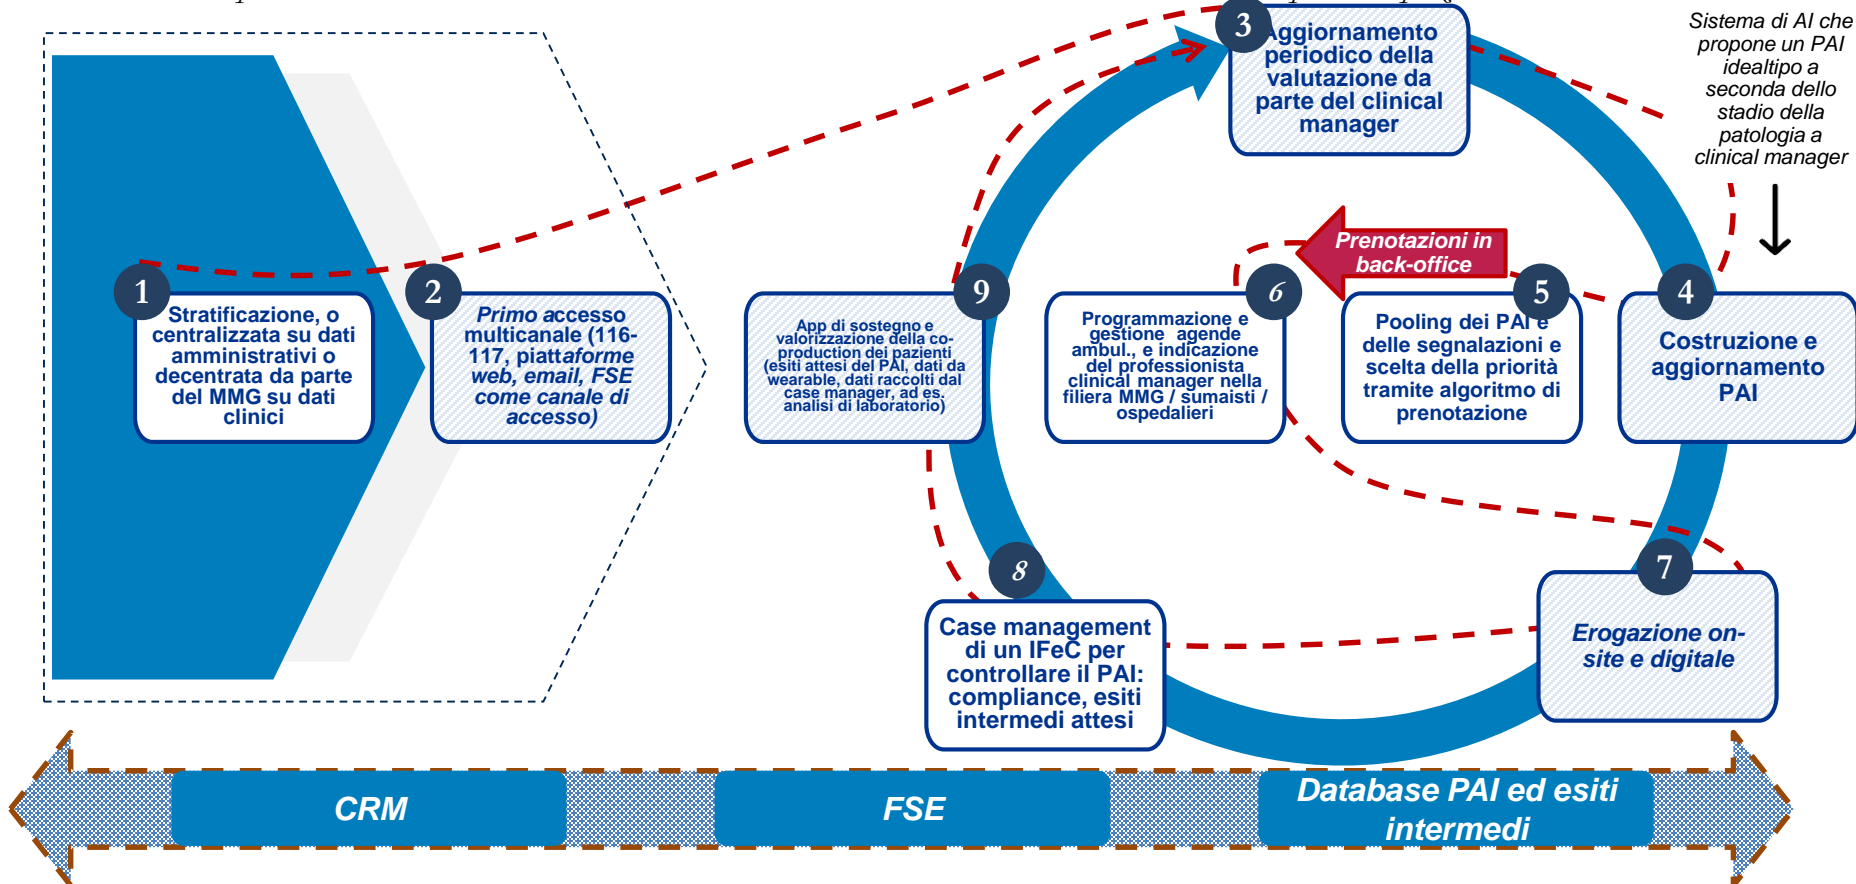 1
Stratificazione, o
centralizzata su dati
amministrativi o
decentrata da parte
del MMG su dati
clinici
2
Primo accesso
multicanale (116-
117, piattaforme
web, email, FSE
come canale di
accesso)
3
Aggiornamento
periodico della
valutazione da
parte del clinical
manager
Sistema di AI che
propone un PAI
idealtipo a
seconda dello
stadio della
patologia a
clinical manager
4
Costruzione e
aggiornamento
PAI
Prenotazioni in
back-office
5
Pooling dei PAI e
delle segnalazioni e
scelta della priorità
tramite algoritmo di
prenotazione
6
Programmazione e
gestione agende
ambul., e indicazione
del professionista
clinical manager nella
filiera MMG / sumaisti /
ospedalieri
7
Erogazione on-
site e digitale
8
Case management
di un IFeC per
controllare il PAI:
compliance, esiti
intermedi attesi
9
App di sostegno e
valorizzazione della co-
production dei pazienti
(esiti attesi del PAI, dati da
wearable, dati raccolti dal
case manager, ad es.
analisi di laboratorio)
CRM
FSE
Database PAI ed esiti
intermedi